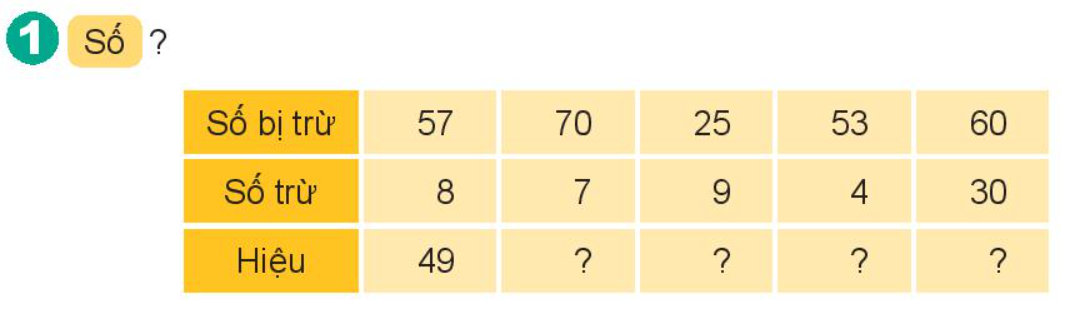 1 Số ?
Số bị trừ 57 70 25 53 60
Số trừ 8 7 9 4 30
Hiệu 49 ? ? ? ?